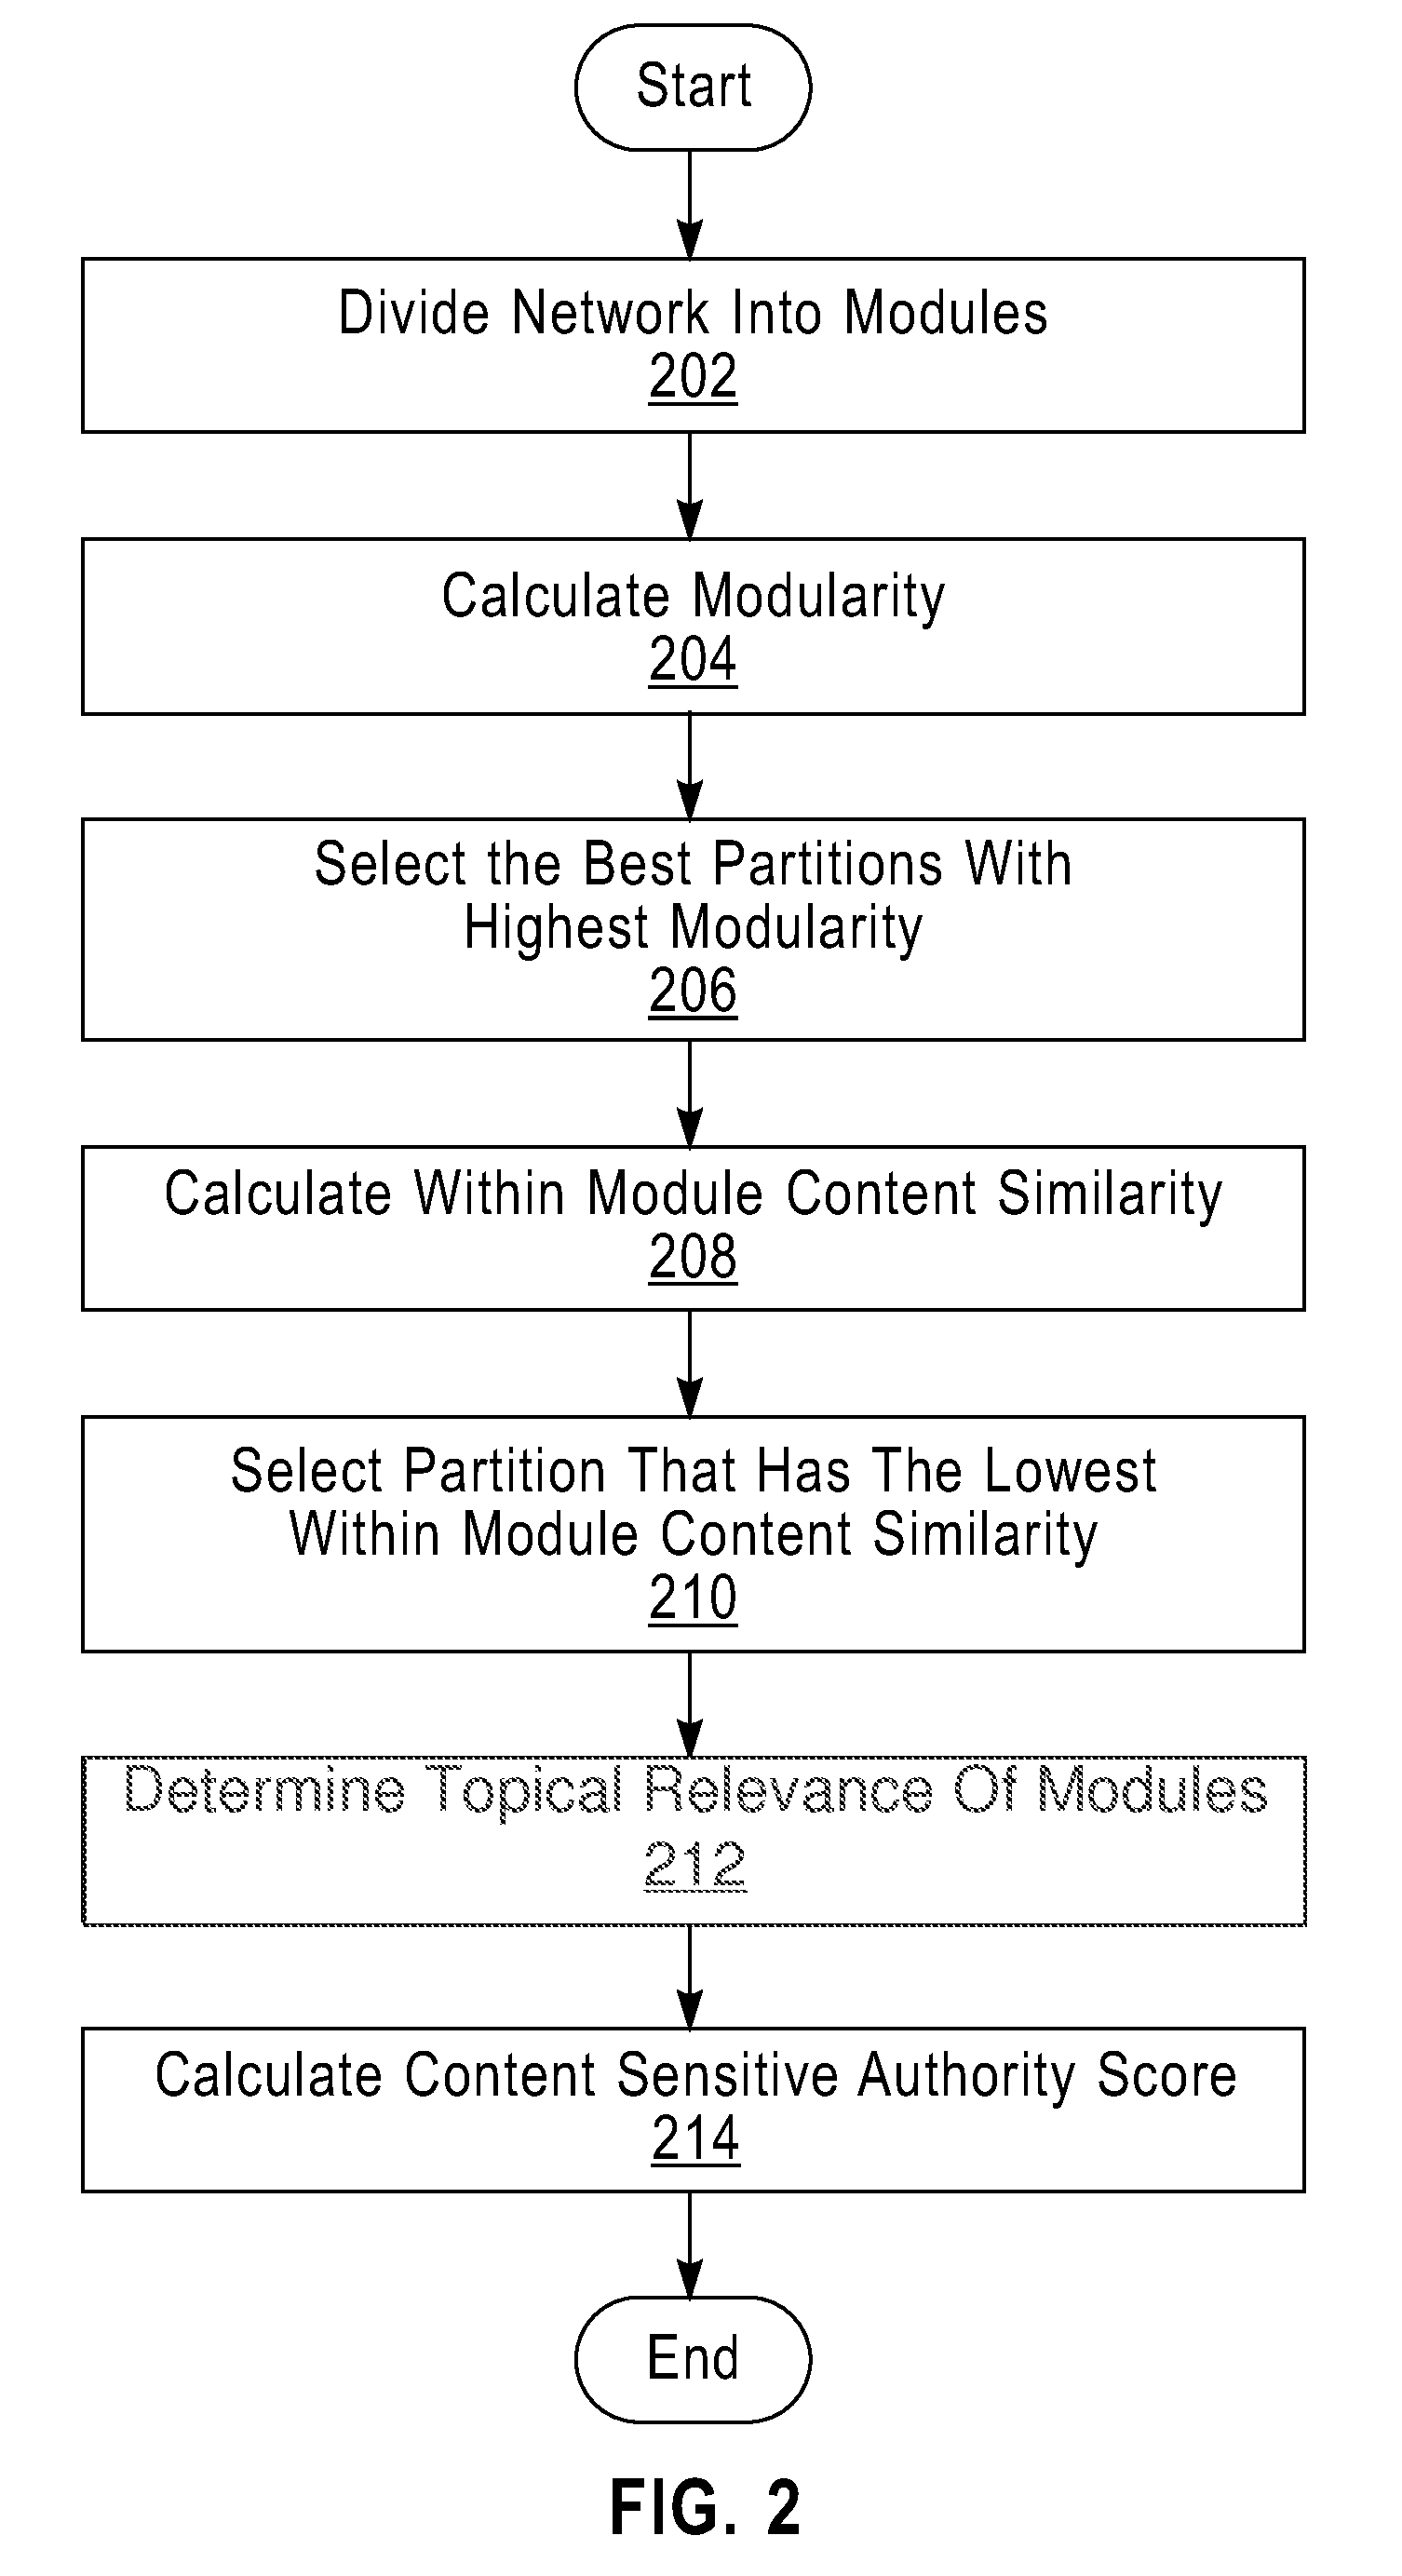 Start
Divide Network Into Modules
202
Calculate Modularity
204
Select the Best Partitions With
Highest Modularity
206
Calculate Within Module Content Similarity
208
Select Partition That Has The Lowest
Within Module Content Similarity
210
Determine Topical Relevance Of Modules
212
Calculate Content Sensitive Authority Score
214
End
FIG. 2